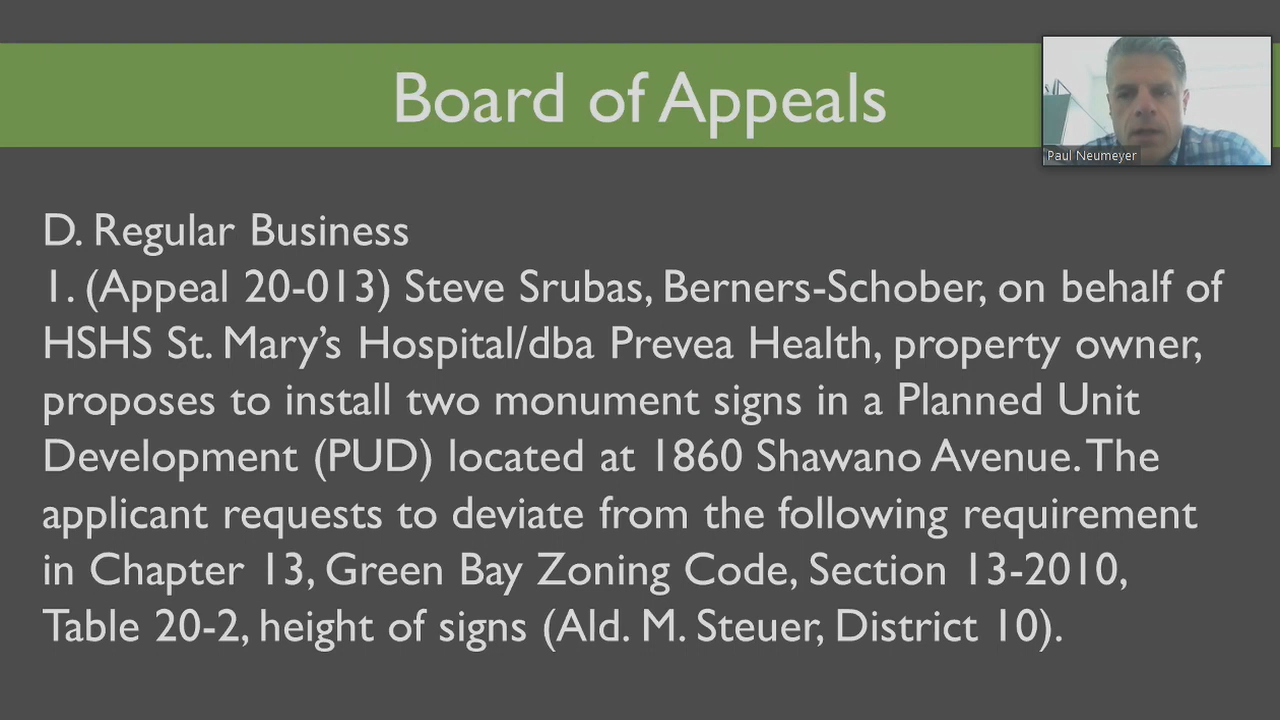 Board of Appeals
Paul Neumeyer
D. Regular Business
1. (Appeal 20-013) Steve Srubas, Berners-Schober, on behalf of
HSHS St. Mary’s Hospital/dba Prevea Health, property owner,
proposes to install two monument signs in a Planned Unit
Development (PUD) located at 1860 Shawano Avenue. The
applicant requests to deviate from the following requirement
in Chapter 13, Green Bay Zoning Code, Section 13-2010,
Table 20-2, height of signs (Ald. M. Steuer, District 10).